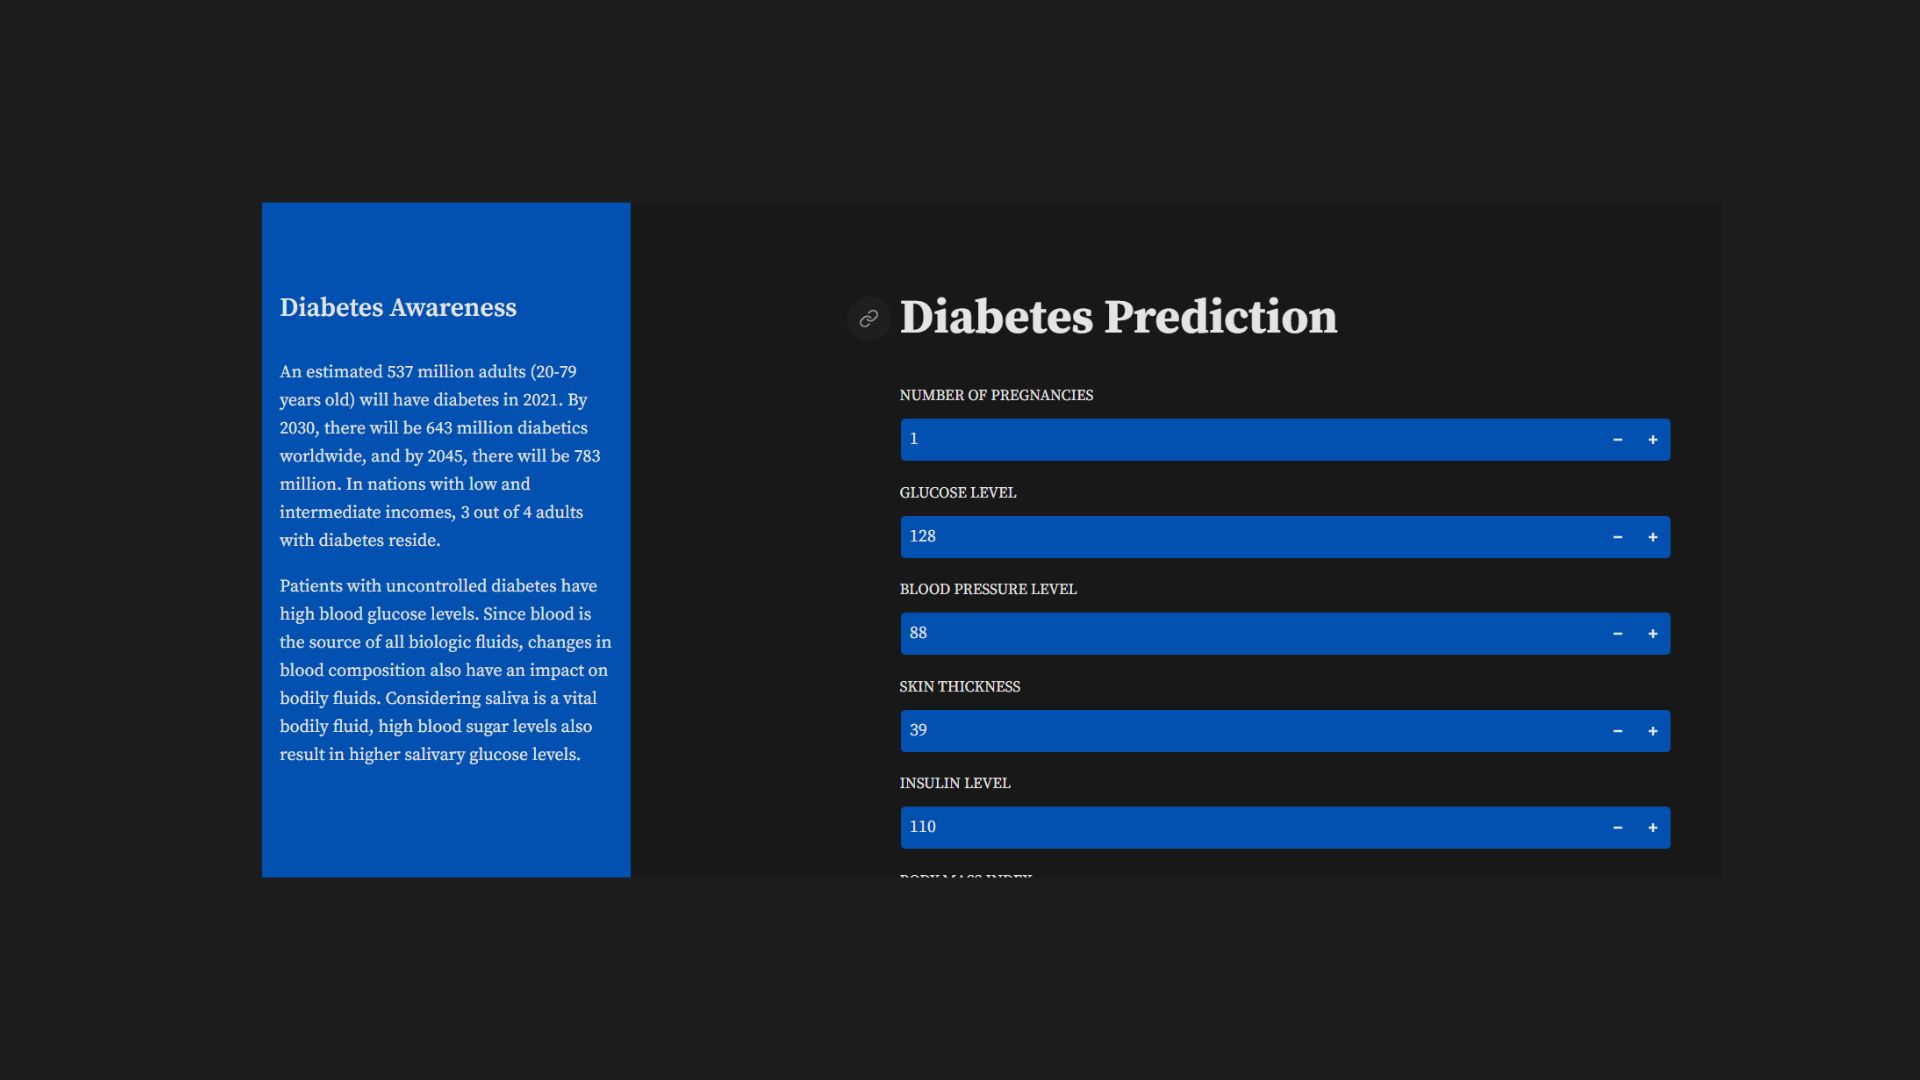 Diabetes Awareness
An estimated 537 million adults (20-79
years old) will have diabetes in 2021. By
2030, there will be 643 million diabetics
worldwide, and by 2045, there will be 783
million. In nations with low and
intermediate incomes, 3 out of 4 adults
with diabetes reside.
Patients with uncontrolled diabetes have
high blood glucose levels. Since blood is
the source of all biologic fluids, changes in
blood composition also have an impact on
bodily fluids. Considering saliva is a vital
bodily fluid, high blood sugar levels also
result in higher salivary glucose levels.
Diabetes Prediction
NUMBER OF PREGNANCIES
1
GLUCOSE LEVEL
128
BLOOD PRESSURE LEVEL
88
SKIN THICKNESS
39
INSULIN LEVEL
110
BODY MASS INDEX